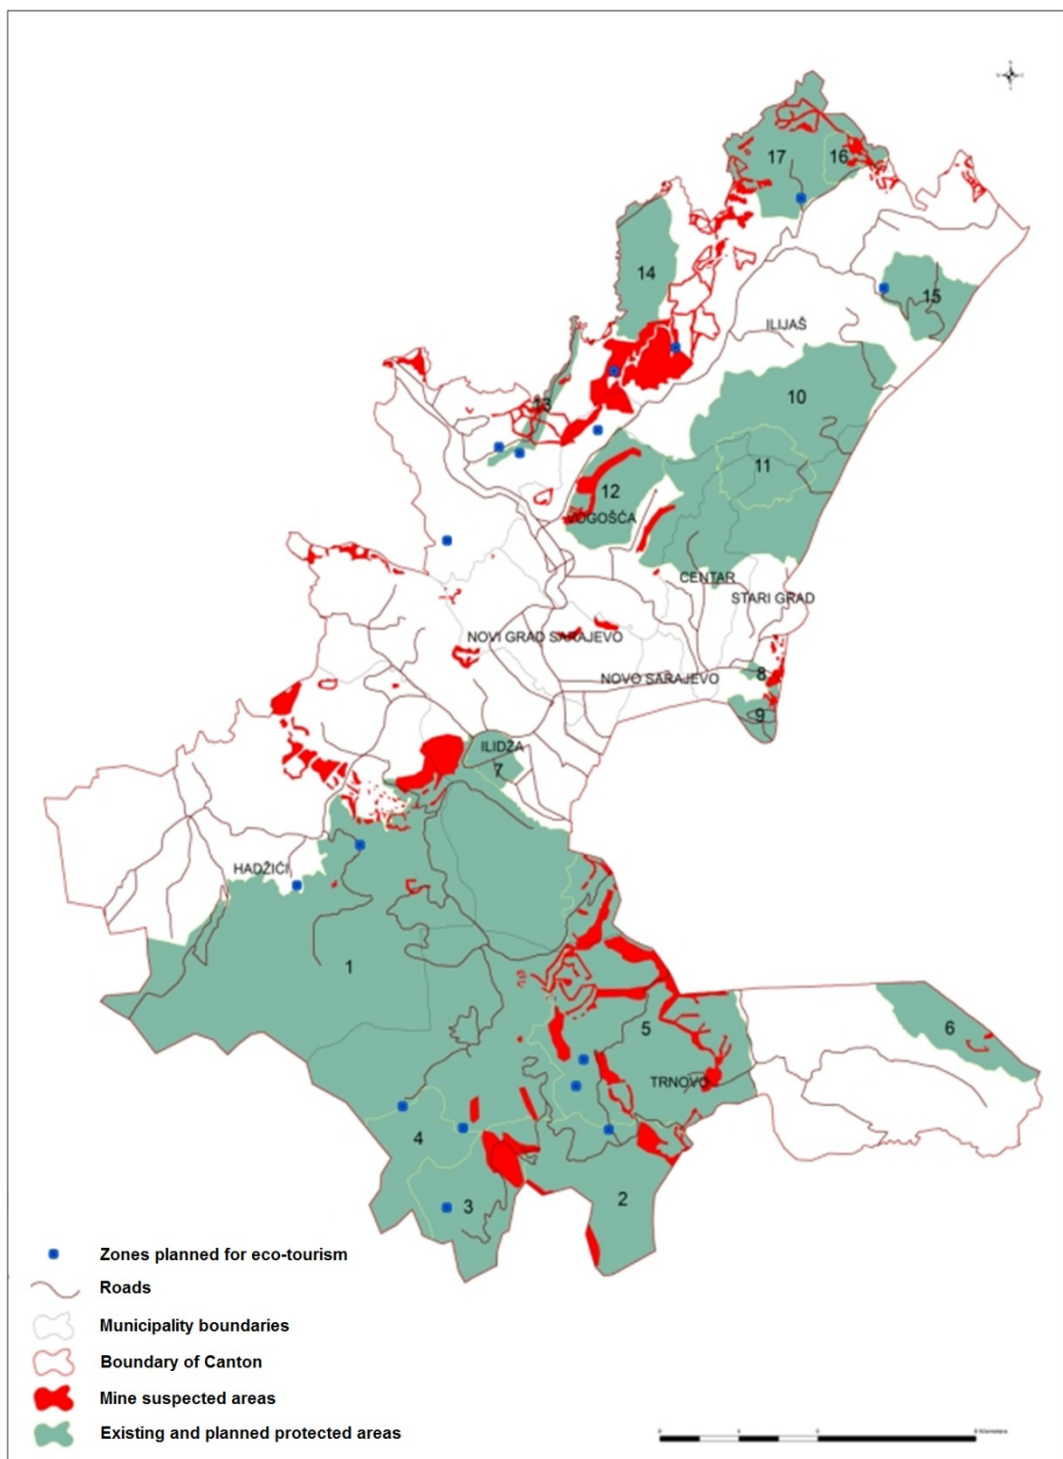 17
16
14
15
ILIJAŠ
13
10
11
12
VOGOŠĆA
CENTAR
STARI GRAD
NOVI GRAD SARAJEVO
8
NOVO SARAJEVO
9
ILIDŽA
7
HADŽIĆI
1
5
6
TRNOVO
4
3
2
Zones planned for eco-tourism
Roads
Municipality boundaries
Boundary of Canton
Mine suspected areas
Existing and planned protected areas